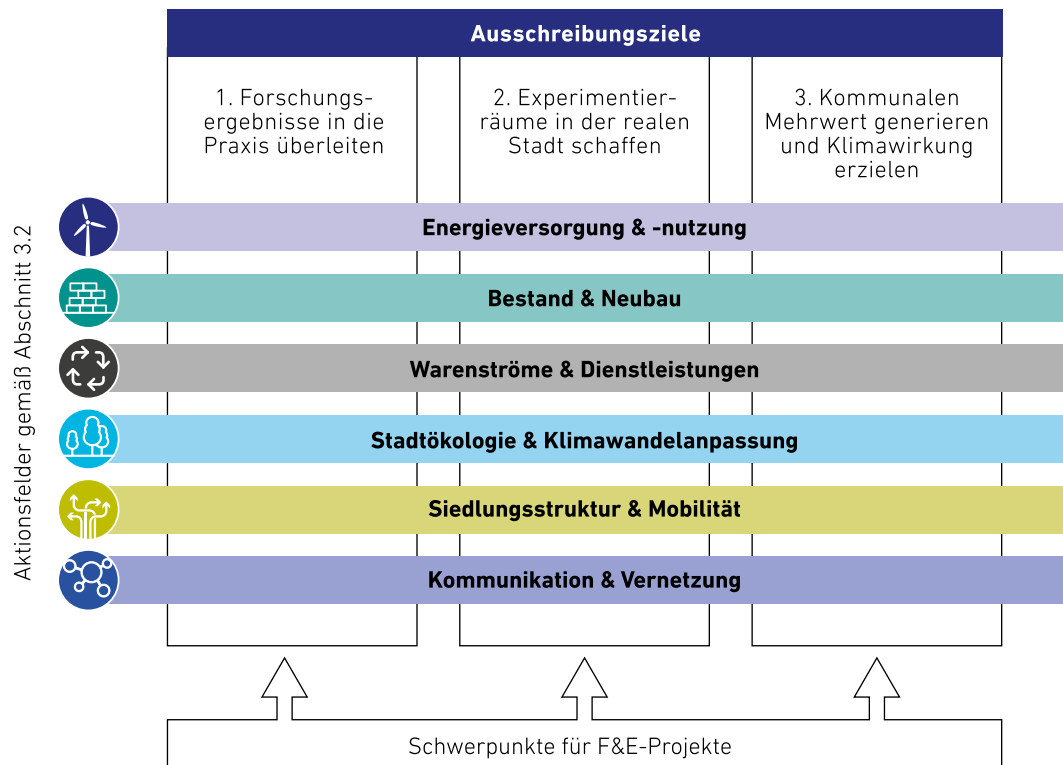 Ausschreibungsziele
1. Forschungs-
ergebnisse in die
Praxis überleiten
2. Experimentier-
räume in der realen
Stadt schaffen
3. Kommunalen
Mehrwert generieren
und Klimawirkung
erzielen
Aktionsfelder gemäß Abschnitt 3.2
Energieversorgung & -nutzung
Bestand & Neubau
Warenströme & Dienstleistungen
Stadtökologie & Klimawandelanpassung
Siedlungsstruktur & Mobilität
Kommunikation & Vernetzung
Schwerpunkte für F&E-Projekte